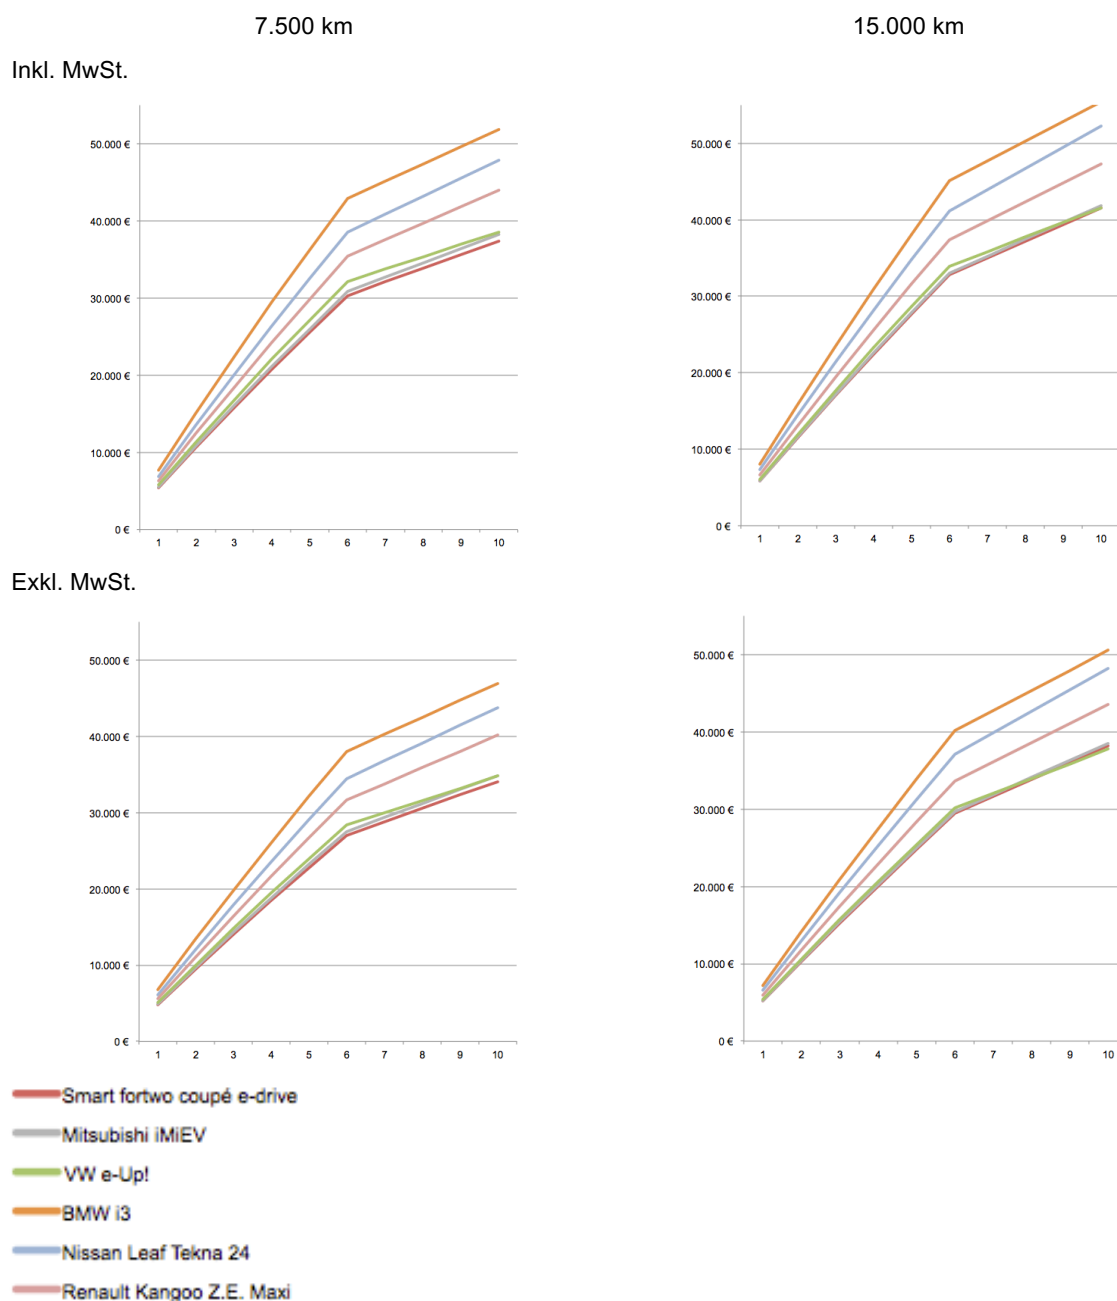 7.500 km
15.000 km
Inkl. MwSt.
50.000 €
40.000 €
30.000 €
20.000 €
10.000 €
0 €
1 2 3 4 5 6 7 8 9 10
50.000 €
40.000 €
30.000 €
20.000 €
10.000 €
0 €
1 2 3 4 5 6 7 8 9 10
Exkl. MwSt.
50.000 €
40.000 €
30.000 €
20.000 €
10.000 €
0 €
1 2 3 4 5 6 7 8 9 10
50.000 €
40.000 €
30.000 €
20.000 €
10.000 €
0 €
1 2 3 4 5 6 7 8 9 10
Smart fortwo coupé e-drive
Mitsubishi iMiEV
VW e-Up!
BMW i3
Nissan Leaf Tekna 24
Renault Kangoo Z.E. Maxi